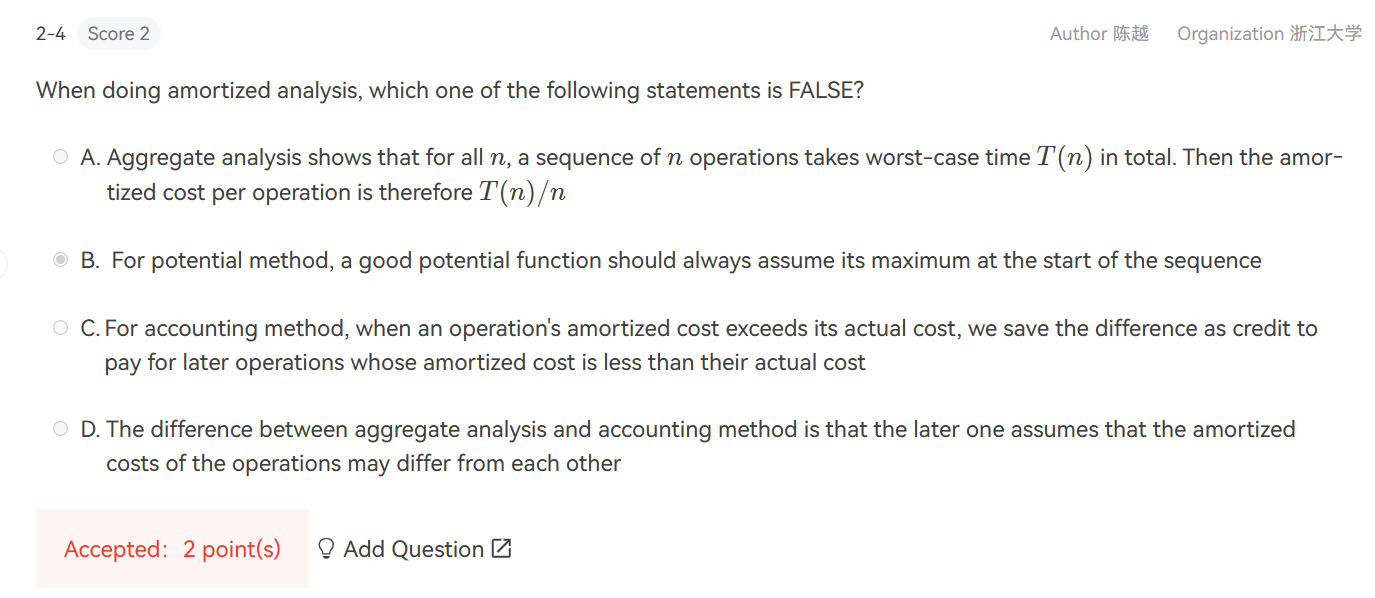 2-4 Score 2 Author 陈越 Organization 浙江大学
When doing amortized analysis, which one of the following statements is FALSE?
A. Aggregate analysis shows that for all n, a sequence of n operations takes worst-case time T(n) in total. Then the amor-
tized cost per operation is therefore T(n)/n
B. For potential method, a good potential function should always assume its maximum at the start of the sequence
C. For accounting method, when an operation's amortized cost exceeds its actual cost, we save the difference as credit to
pay for later operations whose amortized cost is less than their actual cost
D. The difference between aggregate analysis and accounting method is that the later one assumes that the amortized
costs of the operations may differ from each other
Accepted: 2 point(s) Add Question